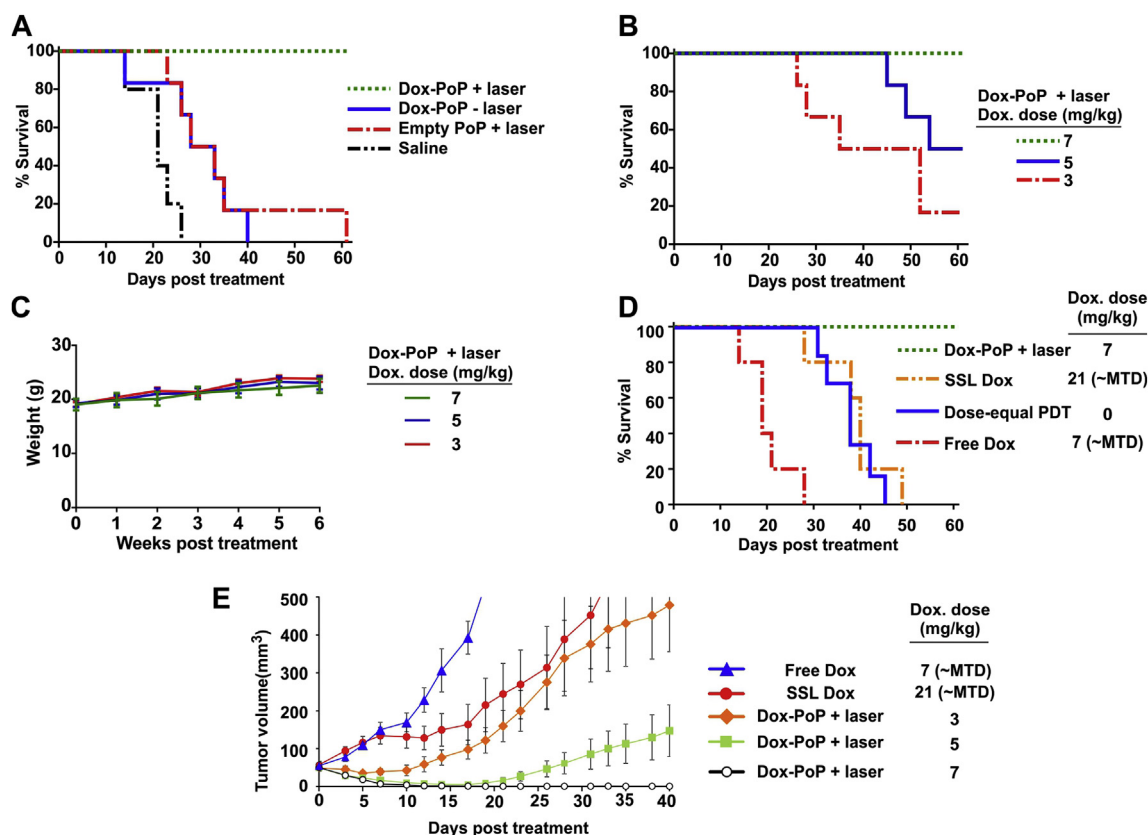 A
% Survival
100
80
60
40
20
0
0 10 20 30 40 50 60
Days post treatment
Dox-PoP + laser
Dox-PoP - laser
Empty PoP + laser
Saline
B
% Survival
100
80
60
40
20
0
0 10 20 30 40 50 60
Days post treatment
Dox-PoP + laser
Dox. dose (mg/kg)
7
5
3
C
Weight (g)
30
20
10
0
0 1 2 3 4 5 6
Weeks post treatment
Dox-PoP + laser
Dox. dose (mg/kg)
7
5
3
D
% Survival
100
80
60
40
20
0
0 10 20 30 40 50 60
Days post treatment
Dox. dose
(mg/kg)
Dox-PoP + laser 7
SSL Dox 21 (~MTD)
Dose-equal PDT 0
Free Dox 7 (~MTD)
E
Tumor volume(mm³)
500
400
300
200
100
0
0 5 10 14 19 23 28 35 40
Days post treatment
Dox. dose
(mg/kg)
Free Dox 7 (~MTD)
SSL Dox 21 (~MTD)
Dox-PoP + laser 3
Dox-PoP + laser 5
Dox-PoP + laser 7